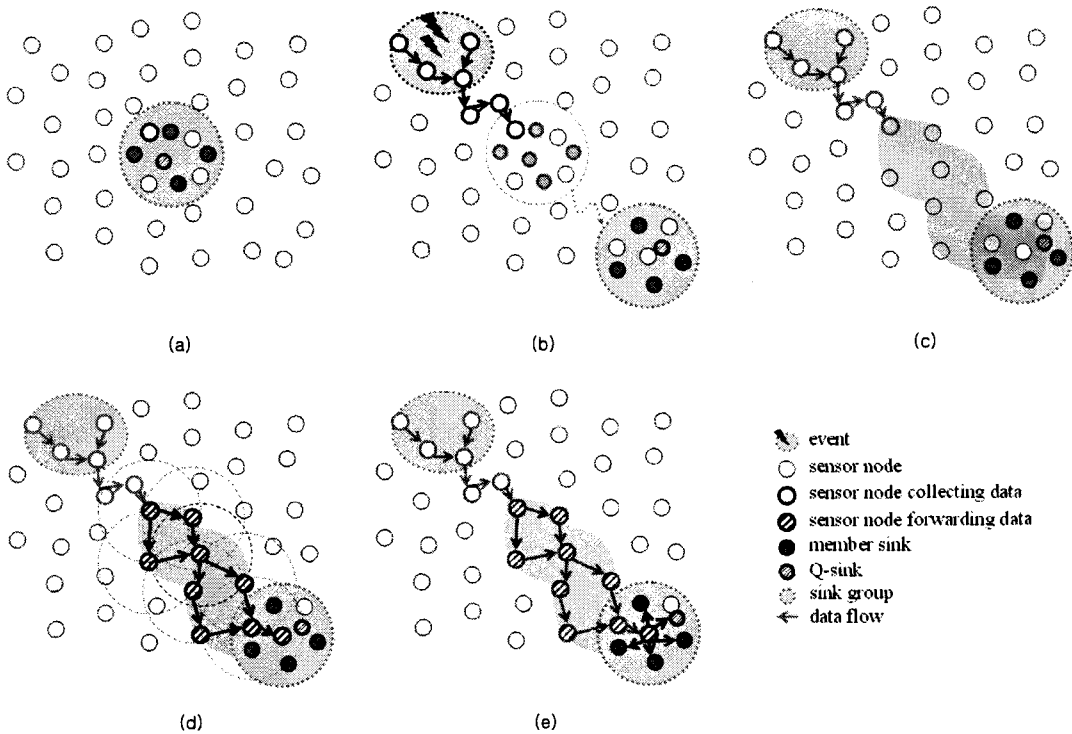 (a)
(b)
(c)
(d)
(e)
event
sensor node
sensor node collecting data
sensor node forwarding data
member sink
Q-sink
sink group
data flow